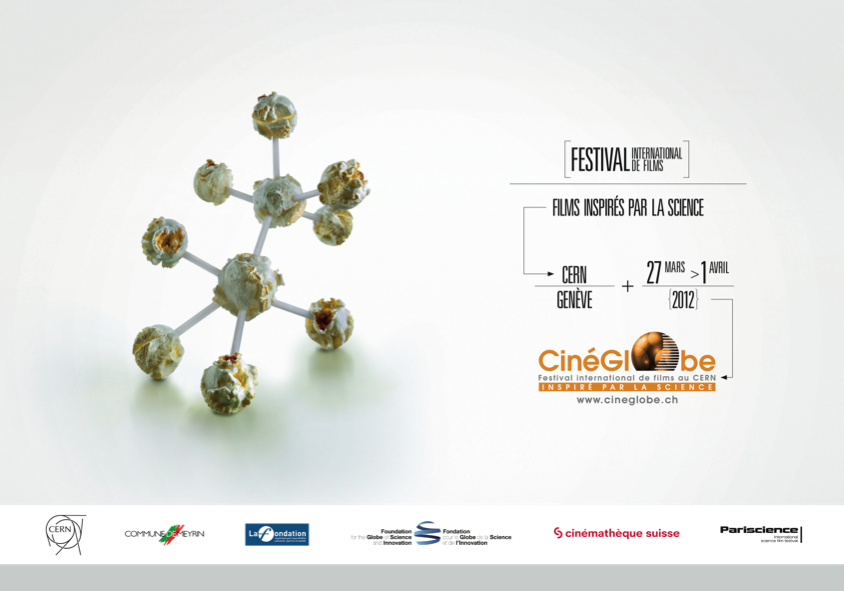 FESTIVAL INTERNATIONAL
DE FILMS
FILMS INSPIRÉS PAR LA SCIENCE
CERN
GENÈVE
+
27 MARS > 1 AVRIL
{2012}
CinéGlobe
Festival international de films au CERN
INSPIRÉ PAR LA SCIENCE
www.cineglobe.ch
CERN
COMMUNE DE MEYRIN
La Fondation
Foundation
for the Globe of Science
and Innovation
Fondation
pour le Globe de la Science
et de l'Innovation
cinémathèque suisse
Pariscience
international
science film festival